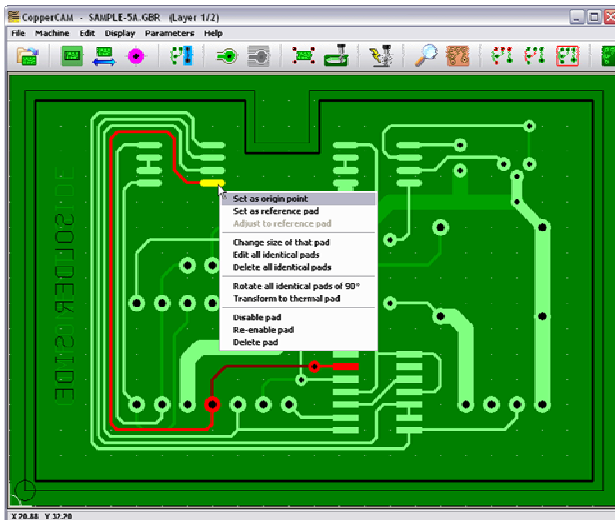 CopperCAM - SAMPLE-5A.GBR (Layer 1/2)
File Machine Edit Display Parameters Help
Set as origin point
Set as reference pad
Adjust to reference pad
Change size of that pad
Edit all identical pads
Delete all identical pads
Rotate all identical pads of 90°
Transform to thermal pad
Disable pad
Re-enable pad
Delete pad
SOLDER SIDE
X 20.88 Y 32.20